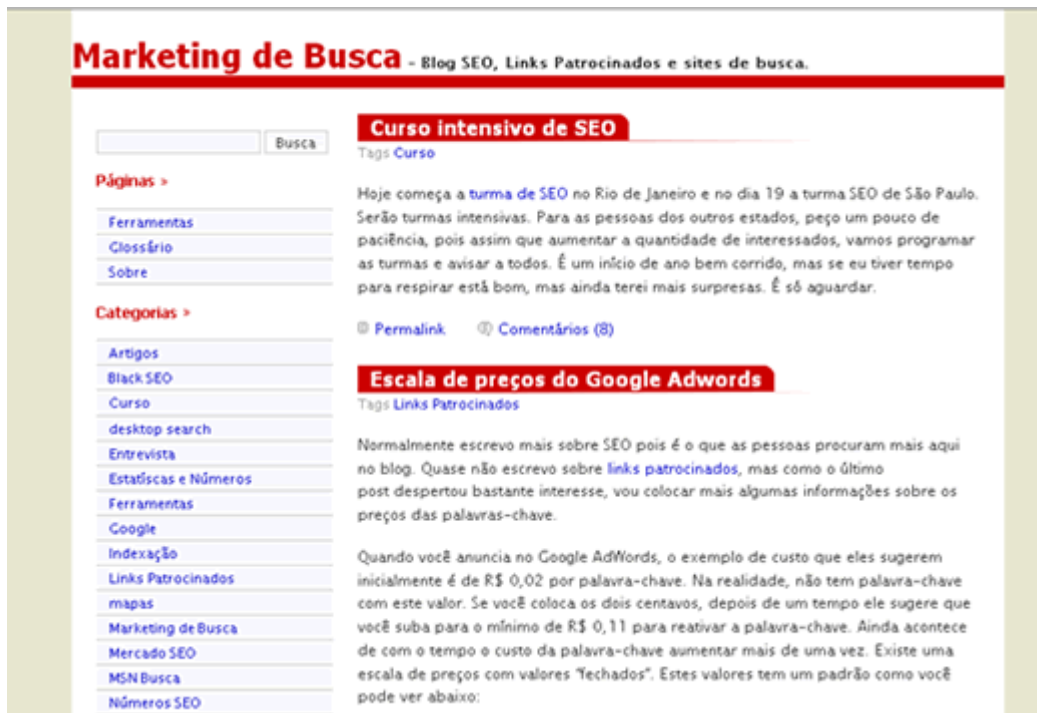 Marketing de Busca - Blog SEO, Links Patrocinados e sites de busca.
Busca
Páginas »
Ferramentas
Glossário
Sobre
Categorias »
Artigos
Black SEO
Curso
desktop search
Entrevista
Estatíscas e Números
Ferramentas
Google
Indexação
Links Patrocinados
mapas
Marketing de Busca
Mercado SEO
MSN Busca
Números SEO
Curso intensivo de SEO
Tags Curso
Hoje começa a turma de SEO no Rio de Janeiro e no dia 19 a turma SEO de São Paulo.
Serão turmas intensivas. Para as pessoas dos outros estados, peço um pouco de
paciência, pois assim que aumentar a quantidade de interessados, vamos programar
as turmas e avisar a todos. É um início de ano bem corrido, mas se eu tiver tempo
para respirar está bom, mas ainda terei mais surpresas. É só aguardar.
Permalink Comentários (8)
Escala de preços do Google Adwords
Tags Links Patrocinados
Normalmente escrevo mais sobre SEO pois é o que as pessoas procuram mais aqui
no blog. Quase não escrevo sobre links patrocinados, mas como o último
post despertou bastante interesse, vou colocar mais algumas informações sobre os
preços das palavras-chave.
Quando você anuncia no Google AdWords, o exemplo de custo que eles sugerem
inicialmente é de R$ 0,02 por palavra-chave. Na realidade, não tem palavra-chave
com este valor. Se você coloca os dois centavos, depois de um tempo ele sugere que
você suba para o mínimo de R$ 0,11 para reativar a palavra-chave. Ainda acontece
de com o tempo o custo da palavra-chave aumentar mais de uma vez. Existe uma
escala de preços com valores "fechados". Estes valores tem um padrão como você
pode ver abaixo: